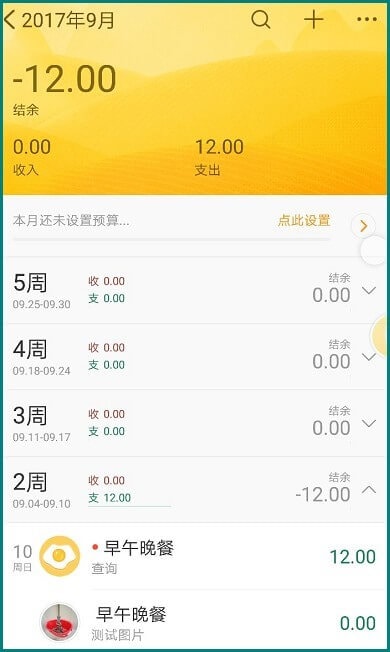 2017年9月
-12.00
结余
0.00 12.00
收入 支出
本月还未设置预算... 点此设置
5周 收 0.00 结余
09.25-09.30 支 0.00 0.00
4周 收 0.00 结余
09.18-09.24 支 0.00 0.00
3周 收 0.00 结余
09.11-09.17 支 0.00 0.00
2周 收 0.00 结余
09.04-09.10 支 12.00 -12.00
10 早午晚餐 12.00
周日 查询
早午晚餐 0.00
测试图片